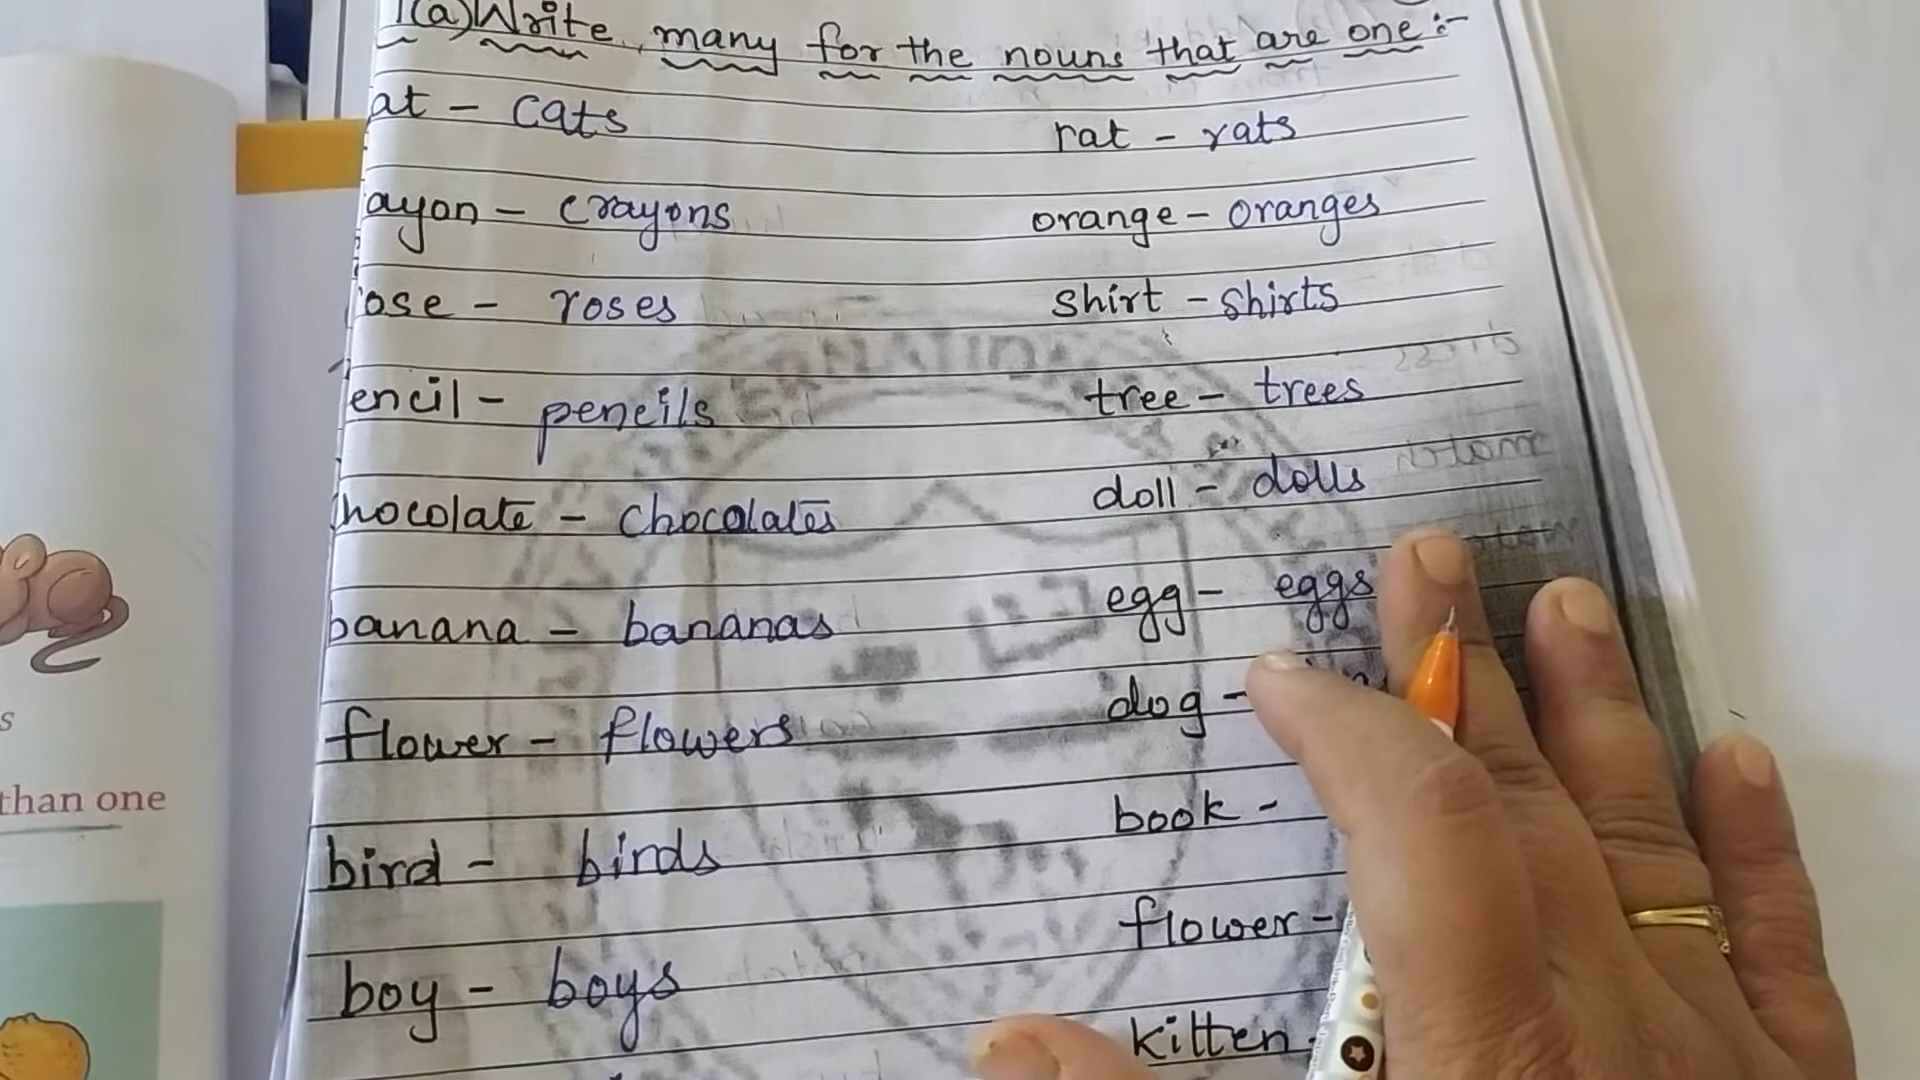 1(a) Write many for the nouns that are one :-
at - cats
rat - rats
ayon - crayons
orange - oranges
ose - roses
shirt - shirts
encil - pencils
tree - trees
hocolate - chocolates
doll - dolls
banana - bananas
egg - eggs
flower - flowers
dog -
bird - birds
book -
boy - boys
flower -
kitten
s
than one